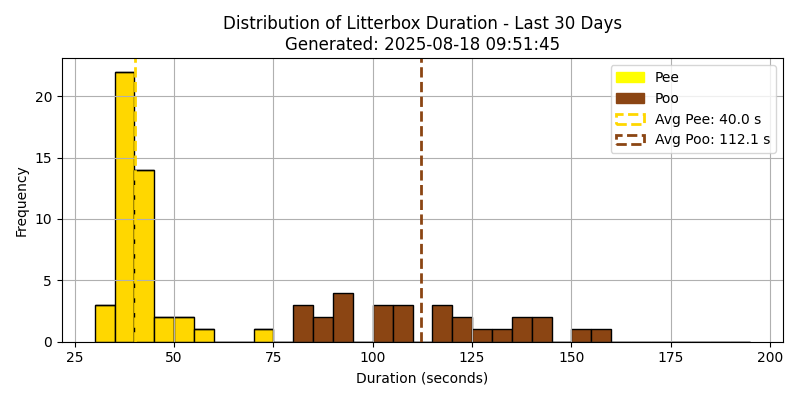 Distribution of Litterbox Duration - Last 30 Days
Generated: 2025-08-18 09:51:45
Pee
Poo
Avg Pee: 40.0 s
Avg Poo: 112.1 s
Frequency
20
15
10
5
0
25 50 75 100 125 150 175 200
Duration (seconds)